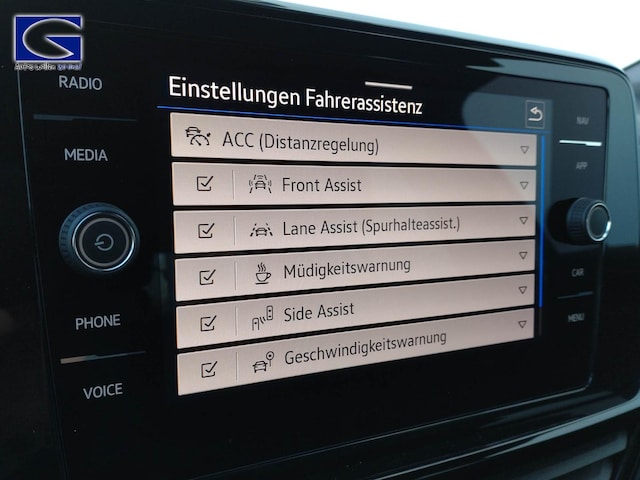 G
RADIO
MEDIA
PHONE
VOICE
Einstellungen Fahrerassistenz
ACC (Distanzregelung)
Front Assist
Lane Assist (Spurhalteassist.)
Müdigkeitswarnung
Side Assist
Geschwindigkeitswarnung
NAV
APP
CAR
MENU